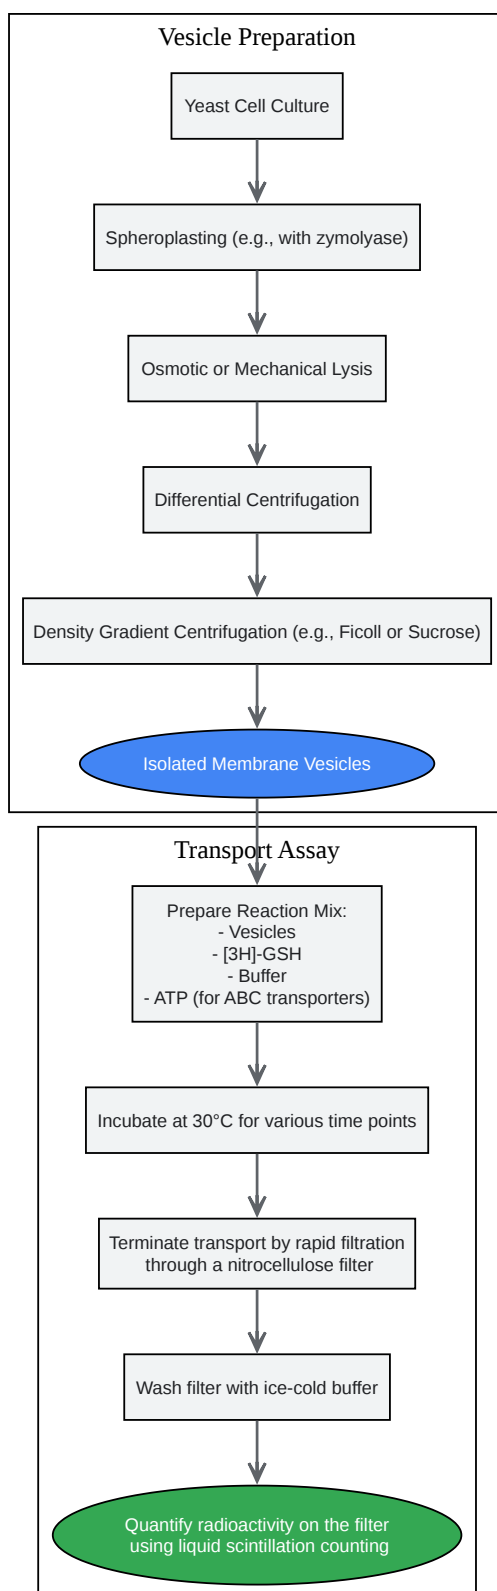 Vesicle Preparation
Yeast Cell Culture
Spheroplasting (e.g., with zymolyase)
Osmotic or Mechanical Lysis
Differential Centrifugation
Density Gradient Centrifugation (e.g., Ficoll or Sucrose)
Isolated Membrane Vesicles
Transport Assay
Prepare Reaction Mix:
- Vesicles
- [3H]-GSH
- Buffer
- ATP (for ABC transporters)
Incubate at 30°C for various time points
Terminate transport by rapid filtration
through a nitrocellulose filter
Wash filter with ice-cold buffer
Quantify radioactivity on the filter
using liquid scintillation counting